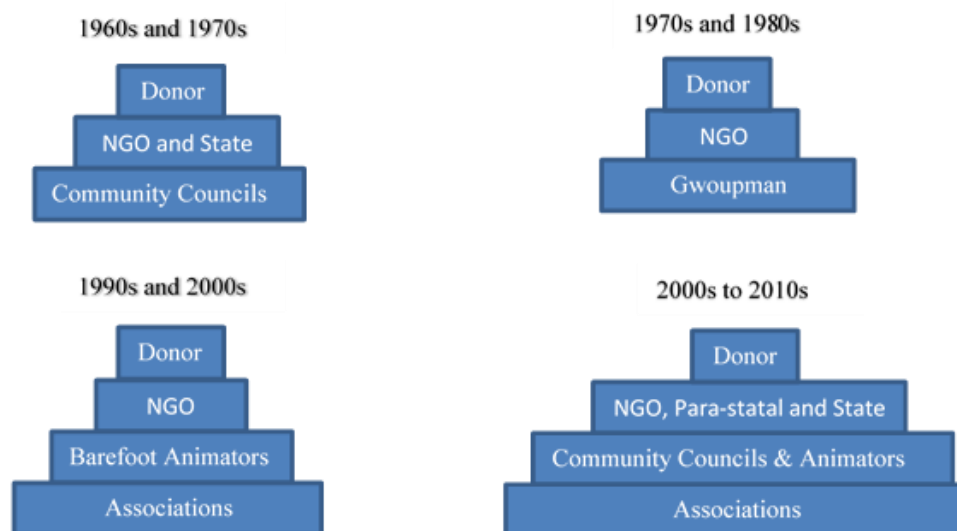 1960s and 1970s
Donor
NGO and State
Community Councils
1970s and 1980s
Donor
NGO
Gwoupman
1990s and 2000s
Donor
NGO
Barefoot Animators
Associations
2000s to 2010s
Donor
NGO, Para-statal and State
Community Councils & Animators
Associations